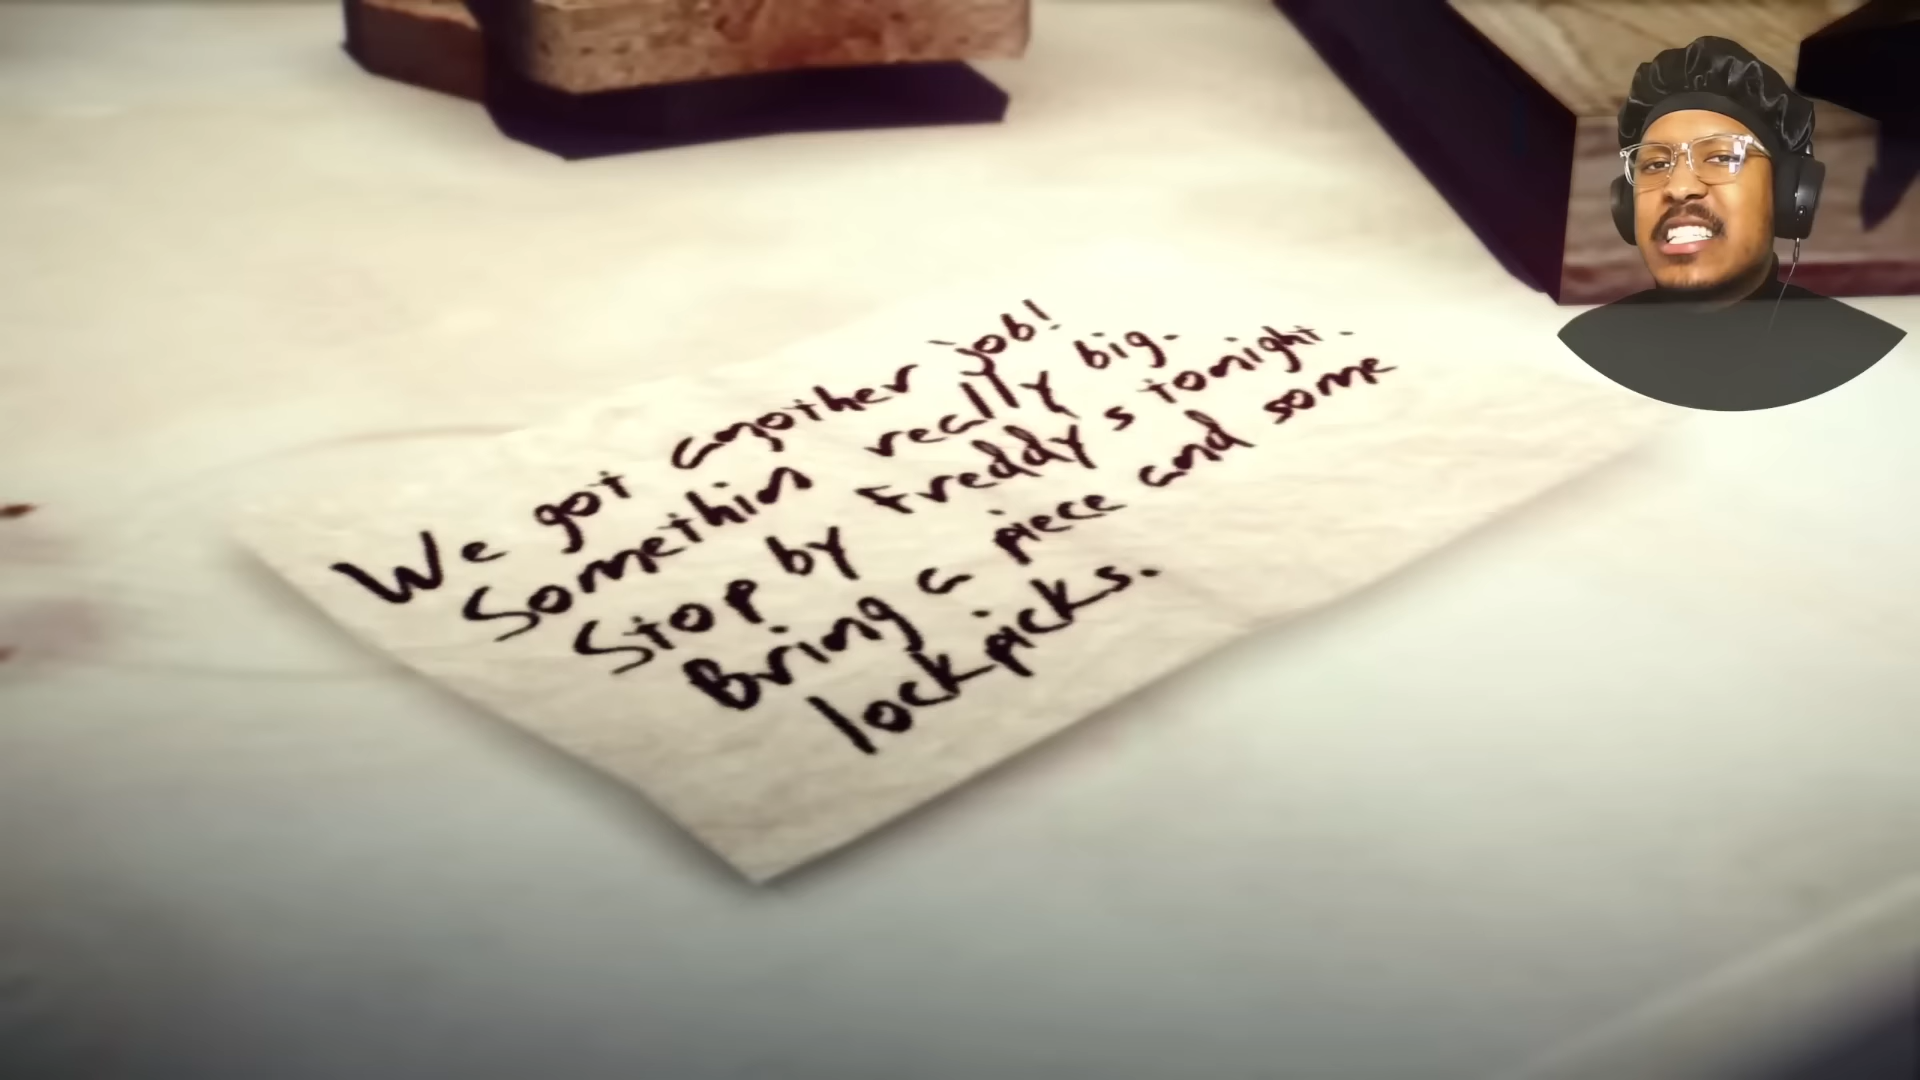 We got another job!
Somethin really big.
Stop by Freddy s tonight.
Bring a piece and some
lockpicks.